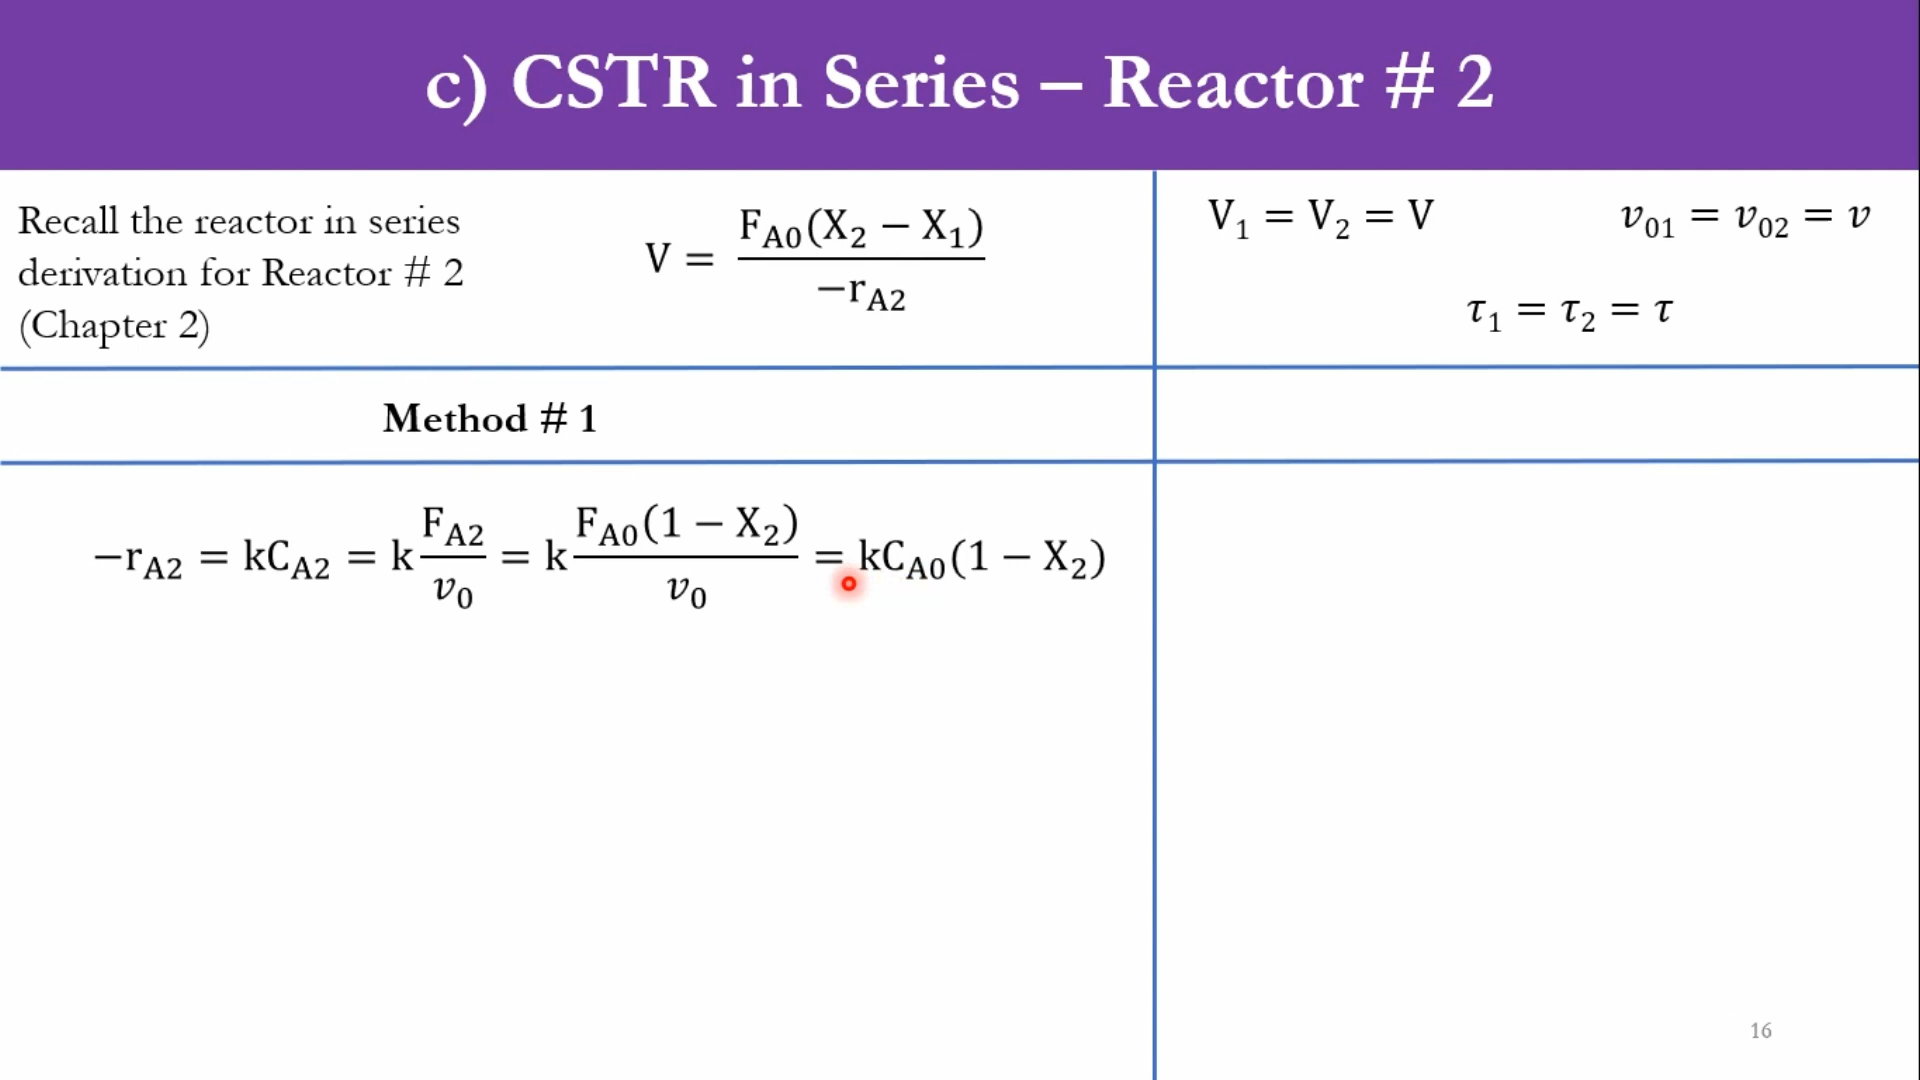 c) CSTR in Series – Reactor # 2
Recall the reactor in series
derivation for Reactor # 2
(Chapter 2)
V = F_A0(X_2 − X_1) / −r_A2
V_1 = V_2 = V
v_01 = v_02 = v
τ_1 = τ_2 = τ
Method # 1
−r_A2 = kC_A2 = k F_A2 / v_0 = k F_A0(1 − X_2) / v_0 = kC_A0(1 − X_2)
16